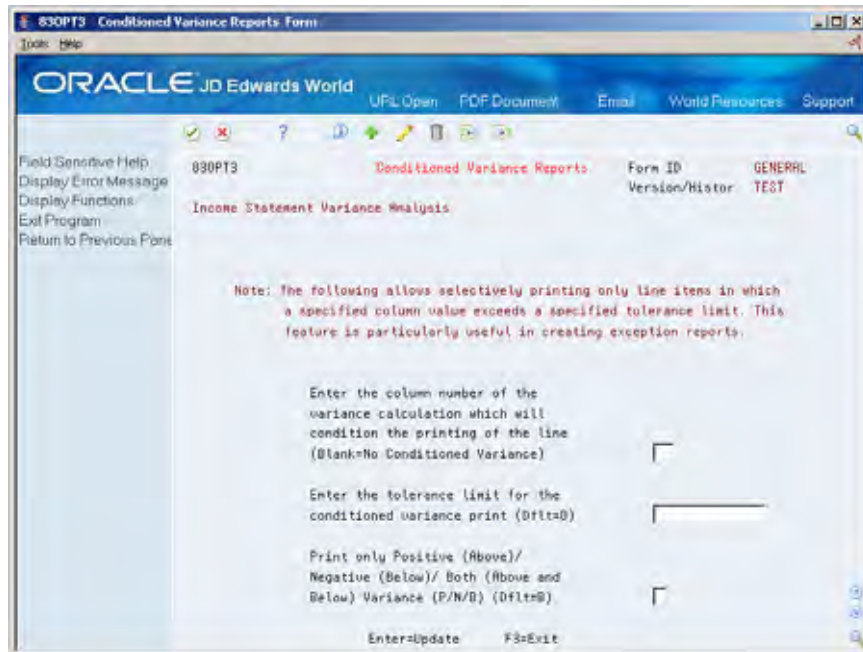 830PT3 Conditioned Variance Reports Form
Tools Help
ORACLE JD Edwards World
URL Open PDF Document Email World Resources Support
Field Sensitive Help
Display Error Message
Display Functions
Exit Program
Return to Previous Pane
830PT3 Conditioned Variance Reports Form ID GENERAL
Version/Histor TEST
Income Statement Variance Analysis
Note: The following allows selectively printing only line items in which
a specified column value exceeds a specified tolerance limit. This
feature is particularly useful in creating exception reports.
Enter the column number of the
variance calculation which will
condition the printing of the line
(Blank=No Conditioned Variance)
Enter the tolerance limit for the
conditioned variance print (Dflt=0)
Print only Positive (Above)/
Negative (Below)/ Both (Above and
Below) Variance (P/N/B) (Dflt=B)
Enter=Update F3=Exit